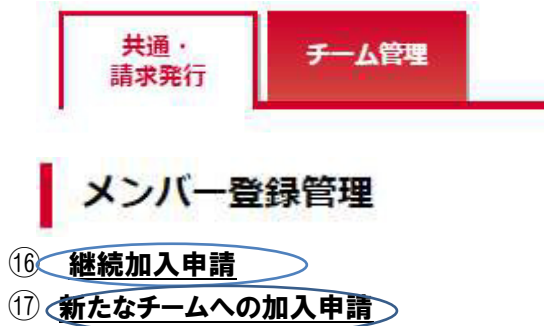 共通・
請求発行
チーム管理
メンバー登録管理
⑯ 継続加入申請
⑰ 新たなチームへの加入申請